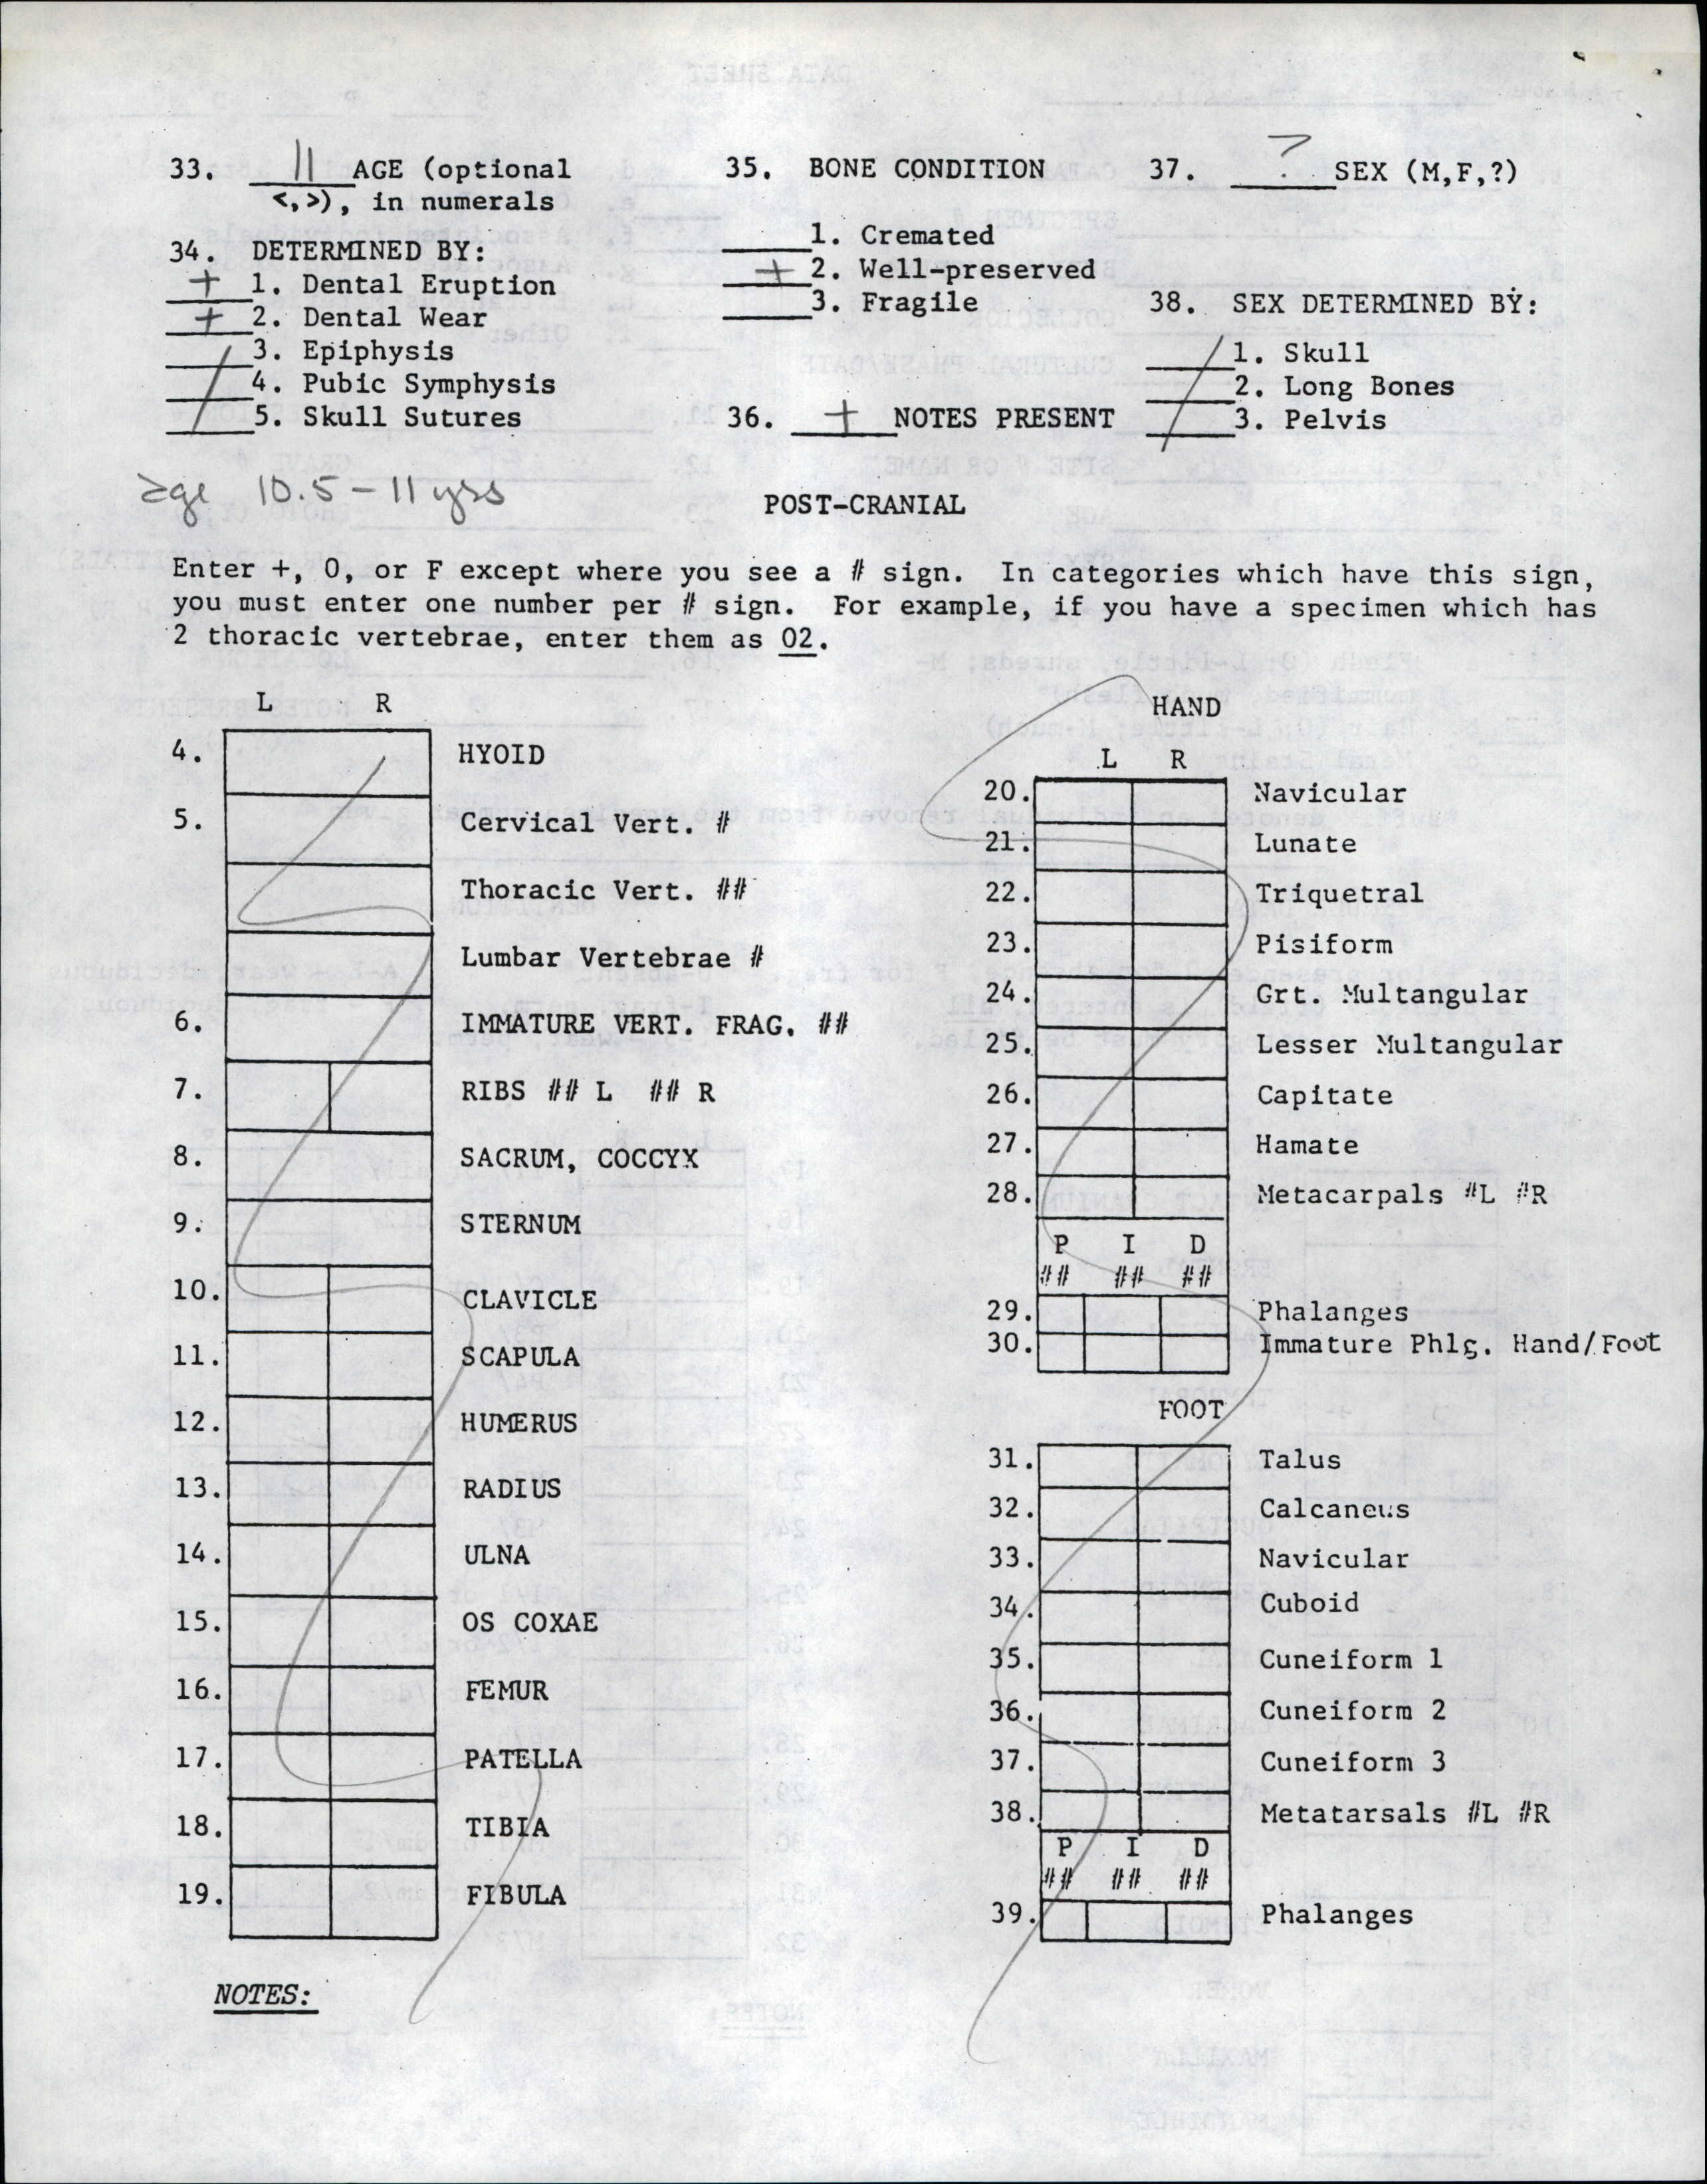 33. 11 AGE (optional
<,>), in numerals
34. DETERMINED BY:
+ 1. Dental Eruption
+ 2. Dental Wear
3. Epiphysis
4. Pubic Symphysis
5. Skull Sutures
35. BONE CONDITION
1. Cremated
+ 2. Well-preserved
3. Fragile
36. + NOTES PRESENT
37. ? SEX (M,F,?)
38. SEX DETERMINED BY:
1. Skull
2. Long Bones
3. Pelvis
age 10.5-11 yrs
POST-CRANIAL
Enter +, 0, or F except where you see a # sign. In categories which have this sign,
you must enter one number per # sign. For example, if you have a specimen which has
2 thoracic vertebrae, enter them as 02.
L R
4. HYOID
5. Cervical Vert. #
Thoracic Vert. ##
Lumbar Vertebrae #
6. IMMATURE VERT. FRAG. ##
7. RIBS ## L ## R
8. SACRUM, COCCYX
9. STERNUM
10. CLAVICLE
11. SCAPULA
12. HUMERUS
13. RADIUS
14. ULNA
15. OS COXAE
16. FEMUR
17. PATELLA
18. TIBIA
19. FIBULA
NOTES:
HAND
L R
20. Navicular
21. Lunate
22. Triquetral
23. Pisiform
24. Grt. Multangular
25. Lesser Multangular
26. Capitate
27. Hamate
28. Metacarpals #L #R
P I D
## ## ##
29. Phalanges
30. Immature Phlg. Hand/Foot
FOOT
31. Talus
32. Calcaneus
33. Navicular
34. Cuboid
35. Cuneiform 1
36. Cuneiform 2
37. Cuneiform 3
38. Metatarsals #L #R
P I D
## ## ##
39. Phalanges